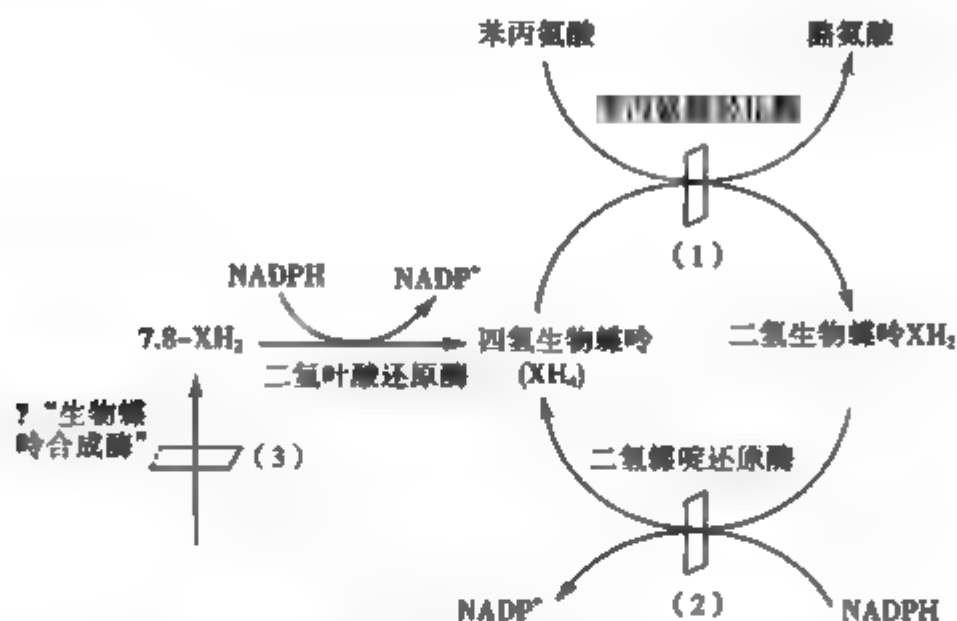 苯丙氨酸
酪氨酸
(1)
NADPH
NADP⁺
7,8-XH₂
四氢生物蝶呤
(XH₄)
二氢生物蝶呤XH₂
二氢叶酸还原酶
? "生物蝶
呤合成酶"
(3)
二氢蝶啶还原酶
NADP⁺
(2)
NADPH